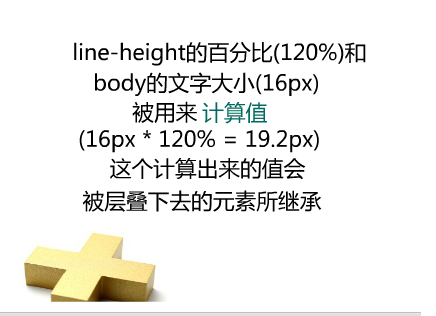 line-height的百分比(120%)和
body的文字大小(16px)
被用来 计算值
(16px * 120% = 19.2px)
这个计算出来的值会
被层叠下去的元素所继承